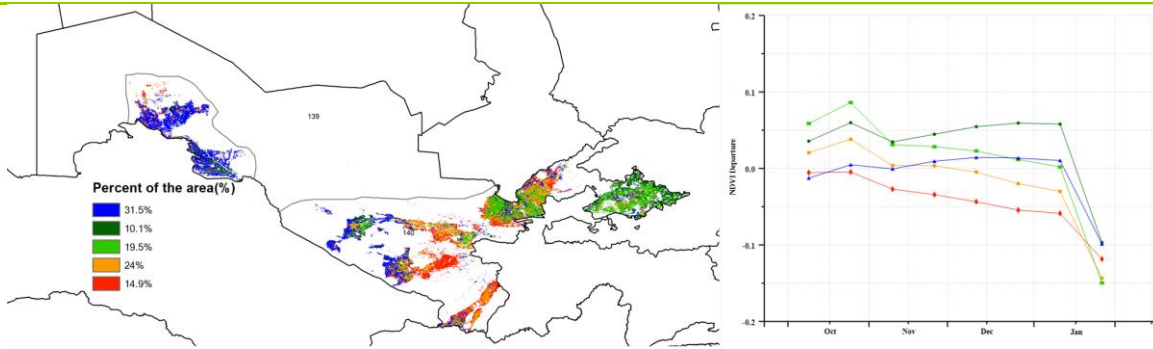 139
140
Percent of the area(%)
31.5%
10.1%
19.5%
24%
14.9%
NDVI Departure
0.2
0.1
0.0
-0.1
-0.2
Oct
Nov
Dec
Jan